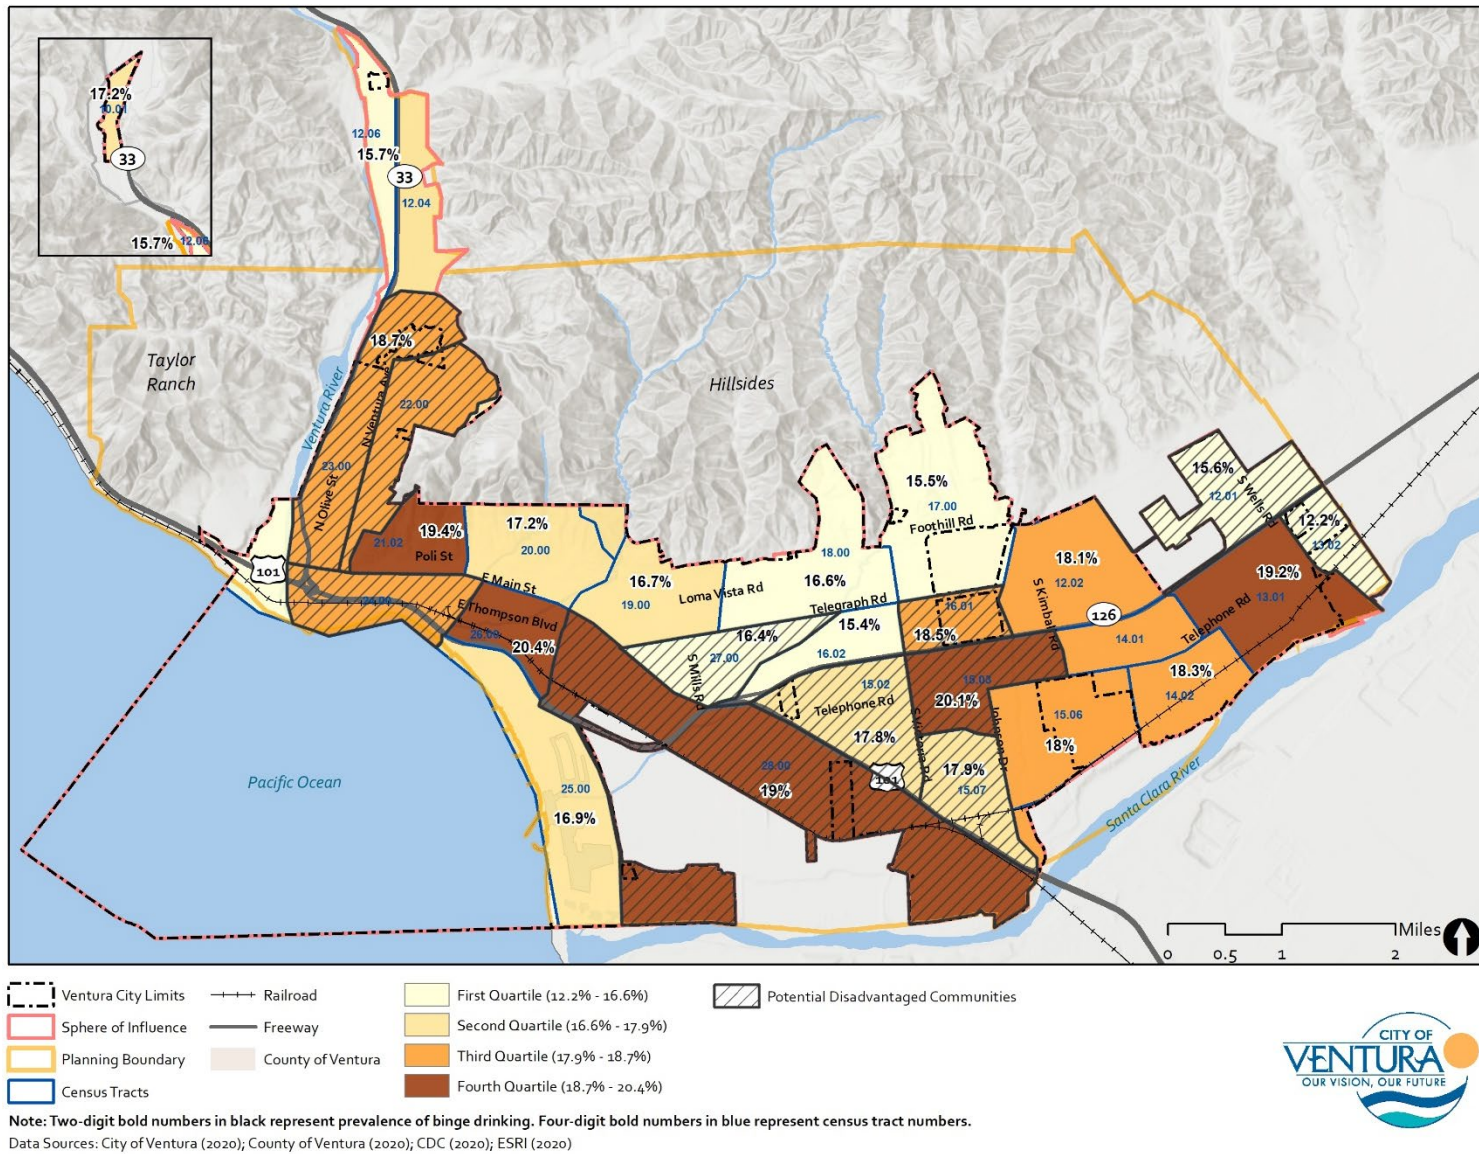 17.2%
10.01
33
15.7%
12.06
12.06
15.7%
33
12.04
Taylor
Ranch
Ventura River
18.7%
N Ventura Ave
22.00
23.00
N Olive St
Hillsides
15.5%
17.00
Foothill Rd
15.6%
12.01
S Wells Rd
12.2%
13.02
19.4%
21.02
Poli St
17.2%
20.00
E Main St
16.7%
19.00
Loma Vista Rd
18.00
16.6%
Telegraph Rd
18.1%
12.02
S Kimball Rd
126
19.2%
13.01
Telephone Rd
101
E Thompson Blvd
26.00
20.4%
16.4%
27.00
S Mills Rd
15.4%
16.02
16.01
18.5%
14.01
18.3%
14.02
15.02
Telephone Rd
17.8%
S Victoria Rd
20.1%
Johnson Dr
15.06
18%
17.9%
15.07
Pacific Ocean
25.00
16.9%
28.00
19%
101
Santa Clara River
Miles
0 0.5 1 2
Ventura City Limits
Sphere of Influence
Planning Boundary
Census Tracts
Railroad
Freeway
County of Ventura
First Quartile (12.2% - 16.6%)
Second Quartile (16.6% - 17.9%)
Third Quartile (17.9% - 18.7%)
Fourth Quartile (18.7% - 20.4%)
Potential Disadvantaged Communities
CITY OF
VENTURA
OUR VISION, OUR FUTURE
Note: Two-digit bold numbers in black represent prevalence of binge drinking. Four-digit bold numbers in blue represent census tract numbers.
Data Sources: City of Ventura (2020); County of Ventura (2020); CDC (2020); ESRI (2020)